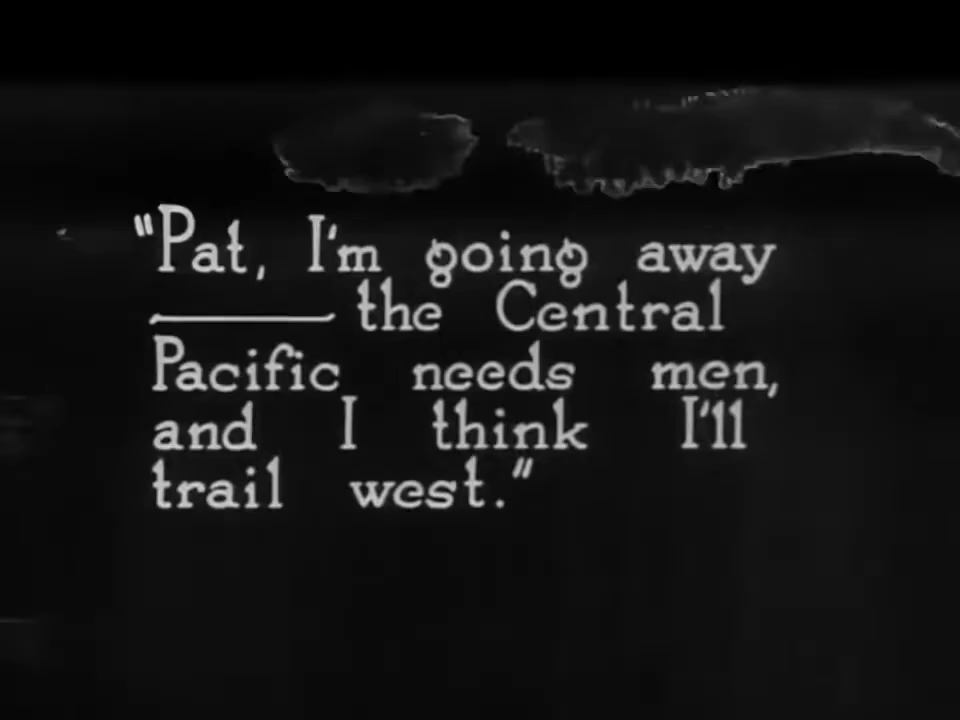 "Pat, I'm going away
—— the Central
Pacific needs men,
and I think I'll
trail west."